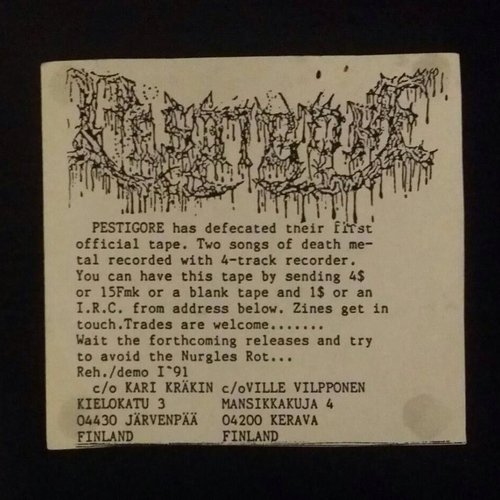 PESTIGORE
PESTIGORE has defecated their first
official tape. Two songs of death me-
tal recorded with 4-track recorder.
You can have this tape by sending 4$
or 15Fmk or a blank tape and 1$ or an
I.R.C. from address below. Zines get in
touch.Trades are welcome.......
Wait the forthcoming releases and try
to avoid the Nurgles Rot...
Reh./demo I`91
c/o KARI KRÄKIN c/oVILLE VILPPONEN
KIELOKATU 3 MANSIKKAKUJA 4
04430 JÄRVENPÄÄ 04200 KERAVA
FINLAND FINLAND